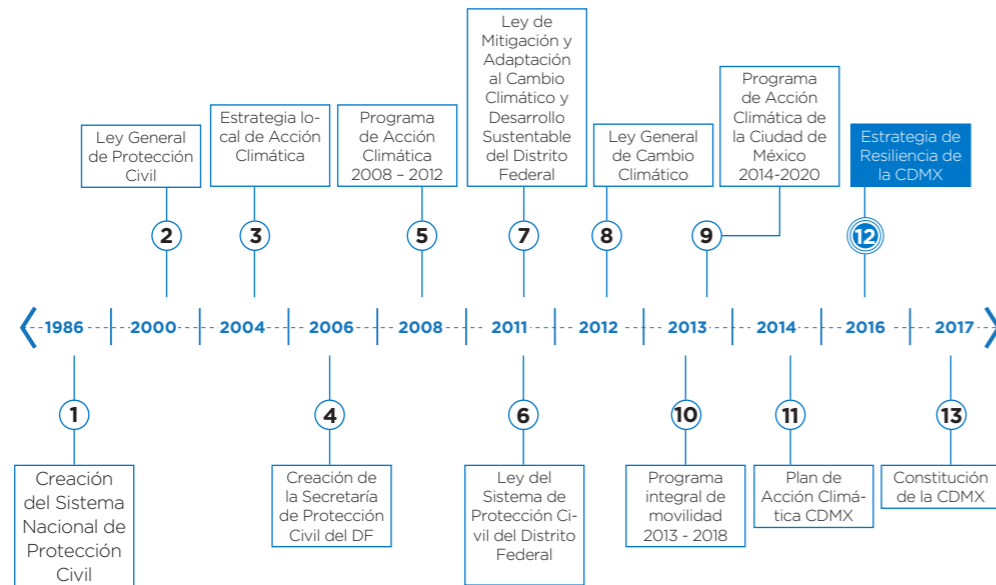 Ley de
Mitigación y
Adaptación
al Cambio
Climático y
Desarrollo
Sustentable
del Distrito
Federal
Programa
de Acción
Climática de
la Ciudad de
México
2014-2020
Estrategia lo-
cal de Acción
Climática
Programa
de Acción
Climática
2008 – 2012
Ley General
de Protección
Civil
Ley General
de Cambio
Climático
Estrategia de
Resiliencia de
la CDMX
2
3
5
7
8
9
12
1986
2000
2004
2006
2008
2011
2012
2013
2014
2016
2017
1
4
6
10
11
13
Creación
del Sistema
Nacional de
Protección
Civil
Creación de
la Secretaría
de Protección
Civil del DF
Ley del
Sistema de
Protección Ci-
vil del Distrito
Federal
Programa
integral de
movilidad
2013 - 2018
Plan de
Acción Climá-
tica CDMX
Constitución
de la CDMX